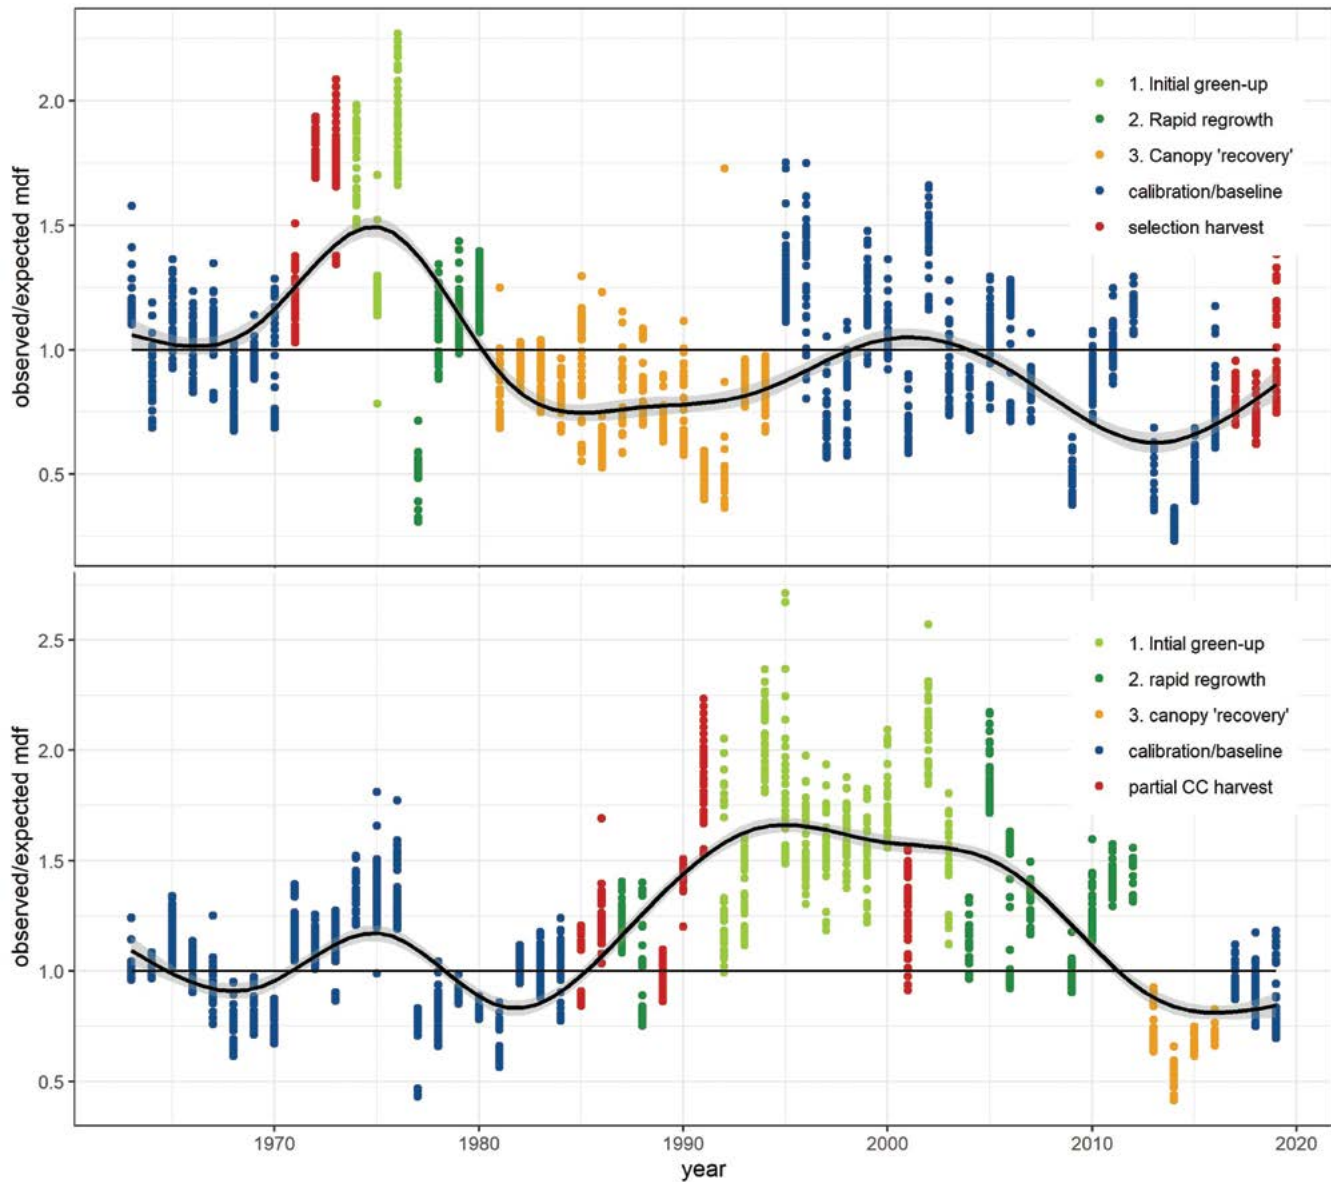 2.0
1.5
1.0
0.5
observed/expected mdf
1. Initial green-up
2. Rapid regrowth
3. Canopy 'recovery'
calibration/baseline
selection harvest
2.5
2.0
1.5
1.0
0.5
observed/expected mdf
1. Intial green-up
2. rapid regrowth
3. canopy 'recovery'
calibration/baseline
partial CC harvest
1970 1980 1990 2000 2010 2020
year